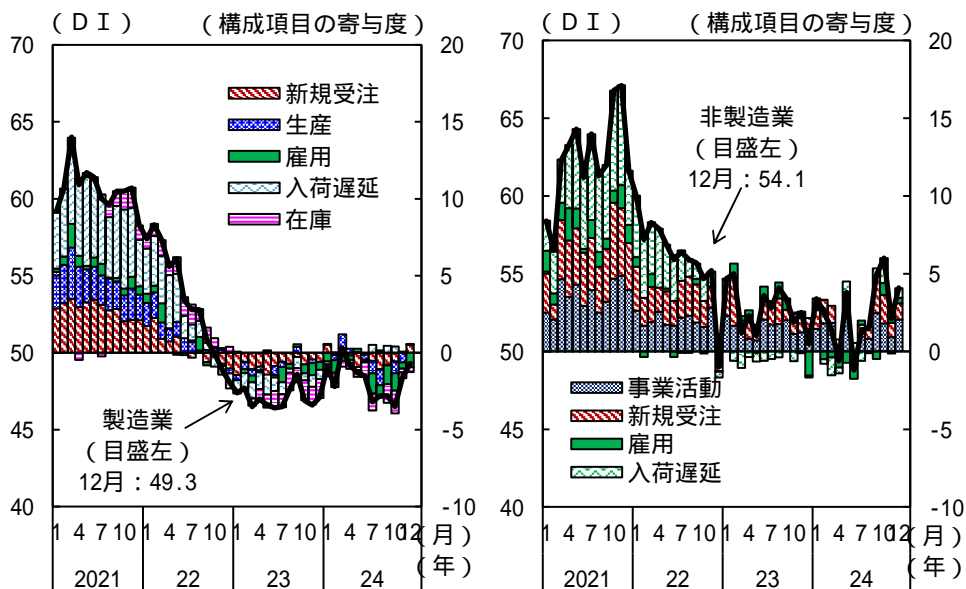 (ＤＩ) (構成項目の寄与度)
70 20
65 15
60 10
55 5
50 0
45 -5
40 -10
新規受注
生産
雇用
入荷遅延
在庫
製造業
(目盛左)
12月：49.3
1 4 7 10 1 4 7 10 1 4 7 10 1 4 7 10 12 (月)
2021 22 23 24 (年)
(ＤＩ) (構成項目の寄与度)
70 20
65 15
60 10
55 5
50 0
45 -5
40 -10
非製造業
(目盛左)
12月：54.1
事業活動
新規受注
雇用
入荷遅延
1 4 7 10 1 4 7 10 1 4 7 10 1 4 7 10 12 (月)
2021 22 23 24 (年)